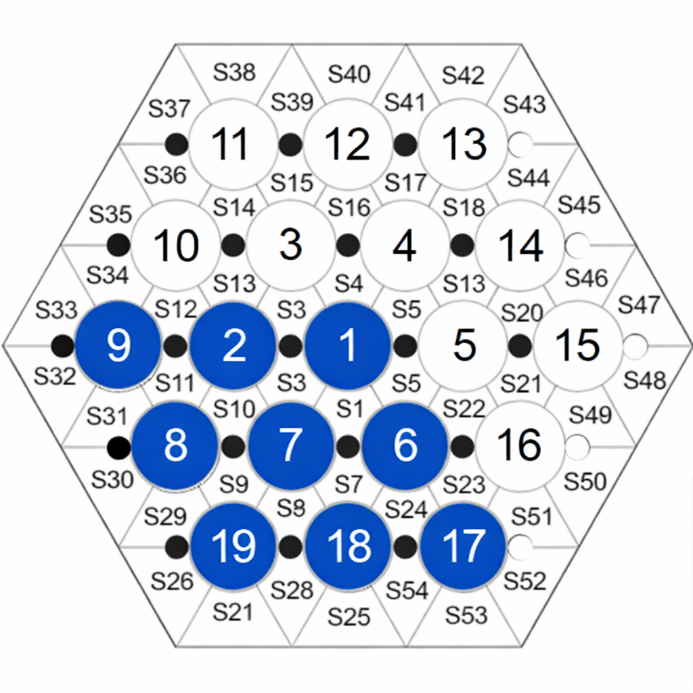 S38 S40 S42
S37 S39 S41 S43
11 12 13
S36 S15 S17 S44
S35 S14 S16 S18 S45
10 3 4 14
S34 S13 S4 S13 S46
S33 S12 S3 S5 S20 S47
9 2 1 5 15
S32 S11 S3 S5 S21 S48
S31 S10 S1 S22 S49
8 7 6 16
S30 S9 S7 S23 S50
S29 S8 S24 S51
19 18 17
S26 S28 S54 S52
S21 S25 S53